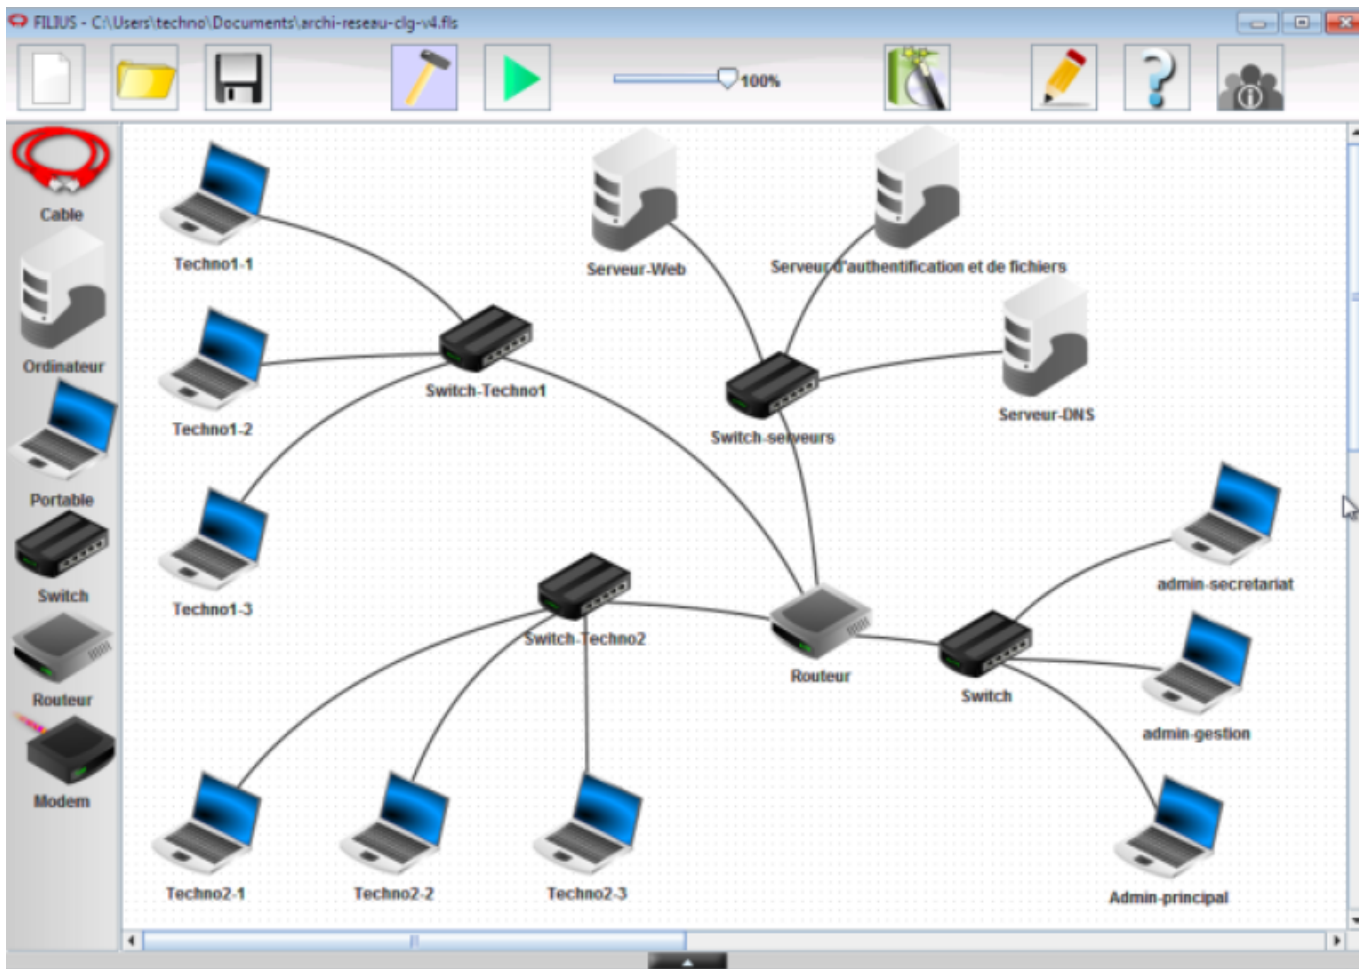 FILIUS - C:\Users\techno\Documents\archi-reseau-clg-v4.fls
100%
Cable
Ordinateur
Portable
Switch
Routeur
Modem
Techno1-1
Serveur-Web
Serveur d'authentification et de fichiers
Techno1-2
Switch-Techno1
Serveur-DNS
Switch-serveurs
Techno1-3
admin-secretariat
Switch-Techno2
Routeur
Switch
admin-gestion
Techno2-1
Techno2-2
Techno2-3
Admin-principal